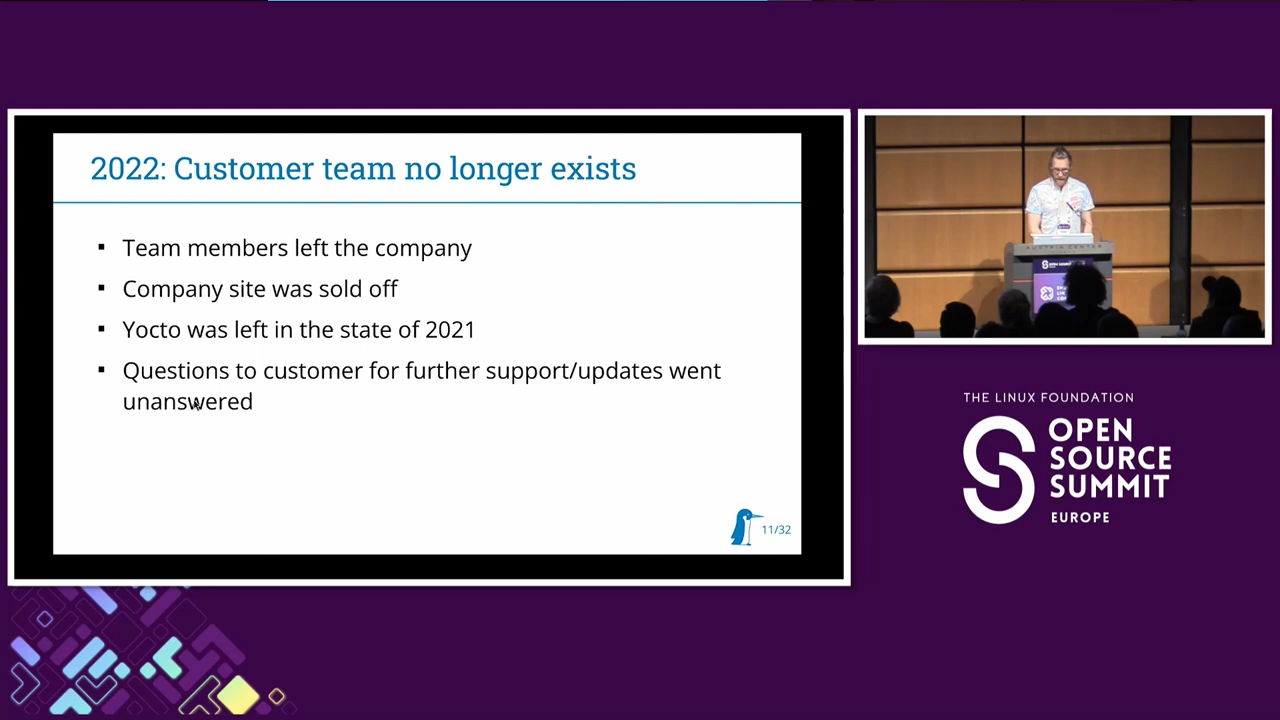 2022: Customer team no longer exists
▪ Team members left the company
▪ Company site was sold off
▪ Yocto was left in the state of 2021
▪ Questions to customer for further support/updates went
unanswered
11/32
AUSTRIA CENTER
THE LINUX FOUNDATION
OPEN
SOURCE
SUMMIT
EUROPE